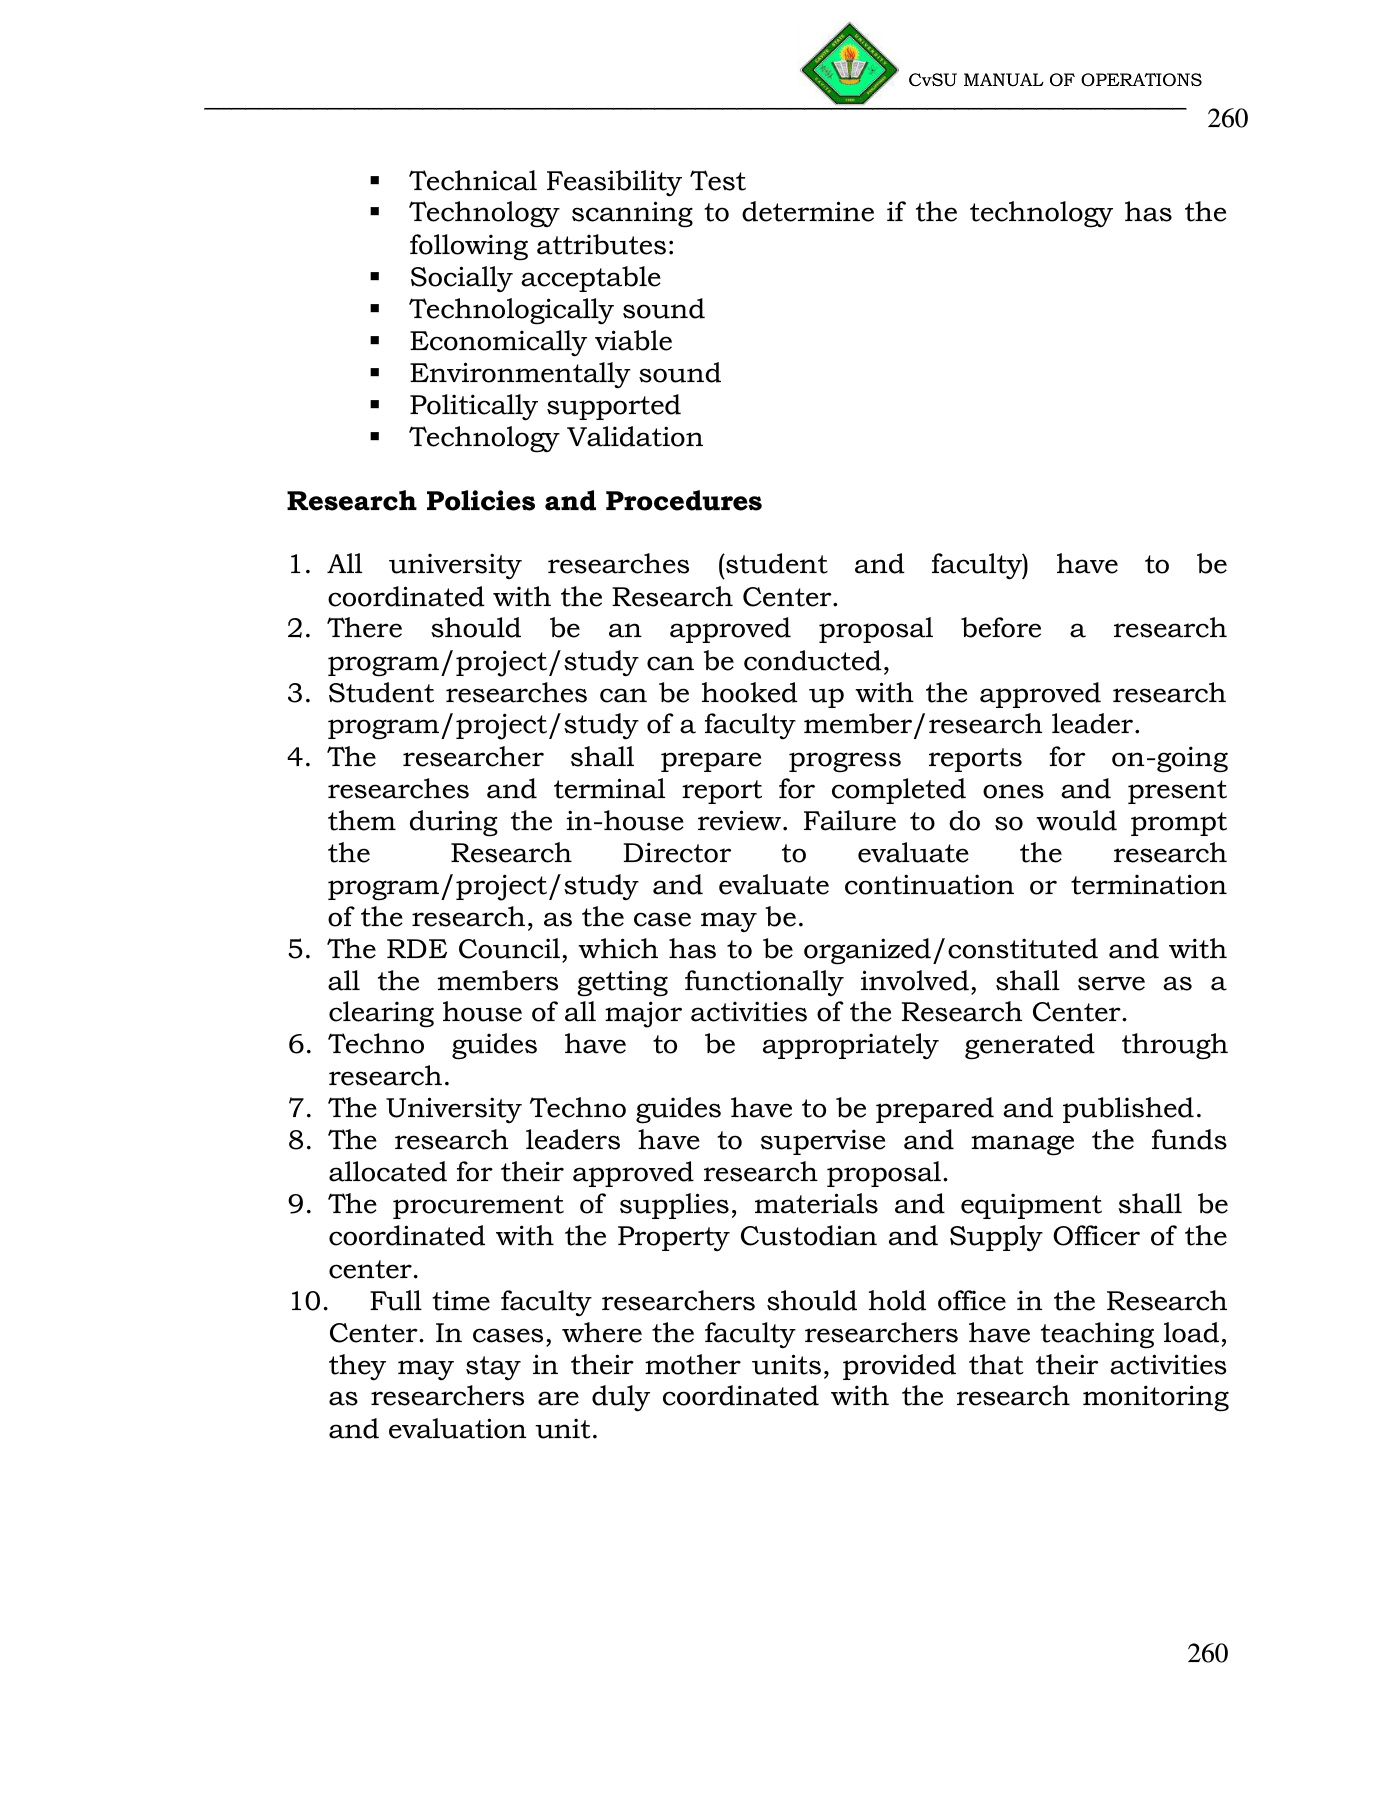 CvSU MANUAL OF OPERATIONS
260
▪ Technical Feasibility Test
▪ Technology scanning to determine if the technology has the
following attributes:
▪ Socially acceptable
▪ Technologically sound
▪ Economically viable
▪ Environmentally sound
▪ Politically supported
▪ Technology Validation
Research Policies and Procedures
1. All university researches (student and faculty) have to be
coordinated with the Research Center.
2. There should be an approved proposal before a research
program/project/study can be conducted,
3. Student researches can be hooked up with the approved research
program/project/study of a faculty member/research leader.
4. The researcher shall prepare progress reports for on-going
researches and terminal report for completed ones and present
them during the in-house review. Failure to do so would prompt
the Research Director to evaluate the research
program/project/study and evaluate continuation or termination
of the research, as the case may be.
5. The RDE Council, which has to be organized/constituted and with
all the members getting functionally involved, shall serve as a
clearing house of all major activities of the Research Center.
6. Techno guides have to be appropriately generated through
research.
7. The University Techno guides have to be prepared and published.
8. The research leaders have to supervise and manage the funds
allocated for their approved research proposal.
9. The procurement of supplies, materials and equipment shall be
coordinated with the Property Custodian and Supply Officer of the
center.
10. Full time faculty researchers should hold office in the Research
Center. In cases, where the faculty researchers have teaching load,
they may stay in their mother units, provided that their activities
as researchers are duly coordinated with the research monitoring
and evaluation unit.
260